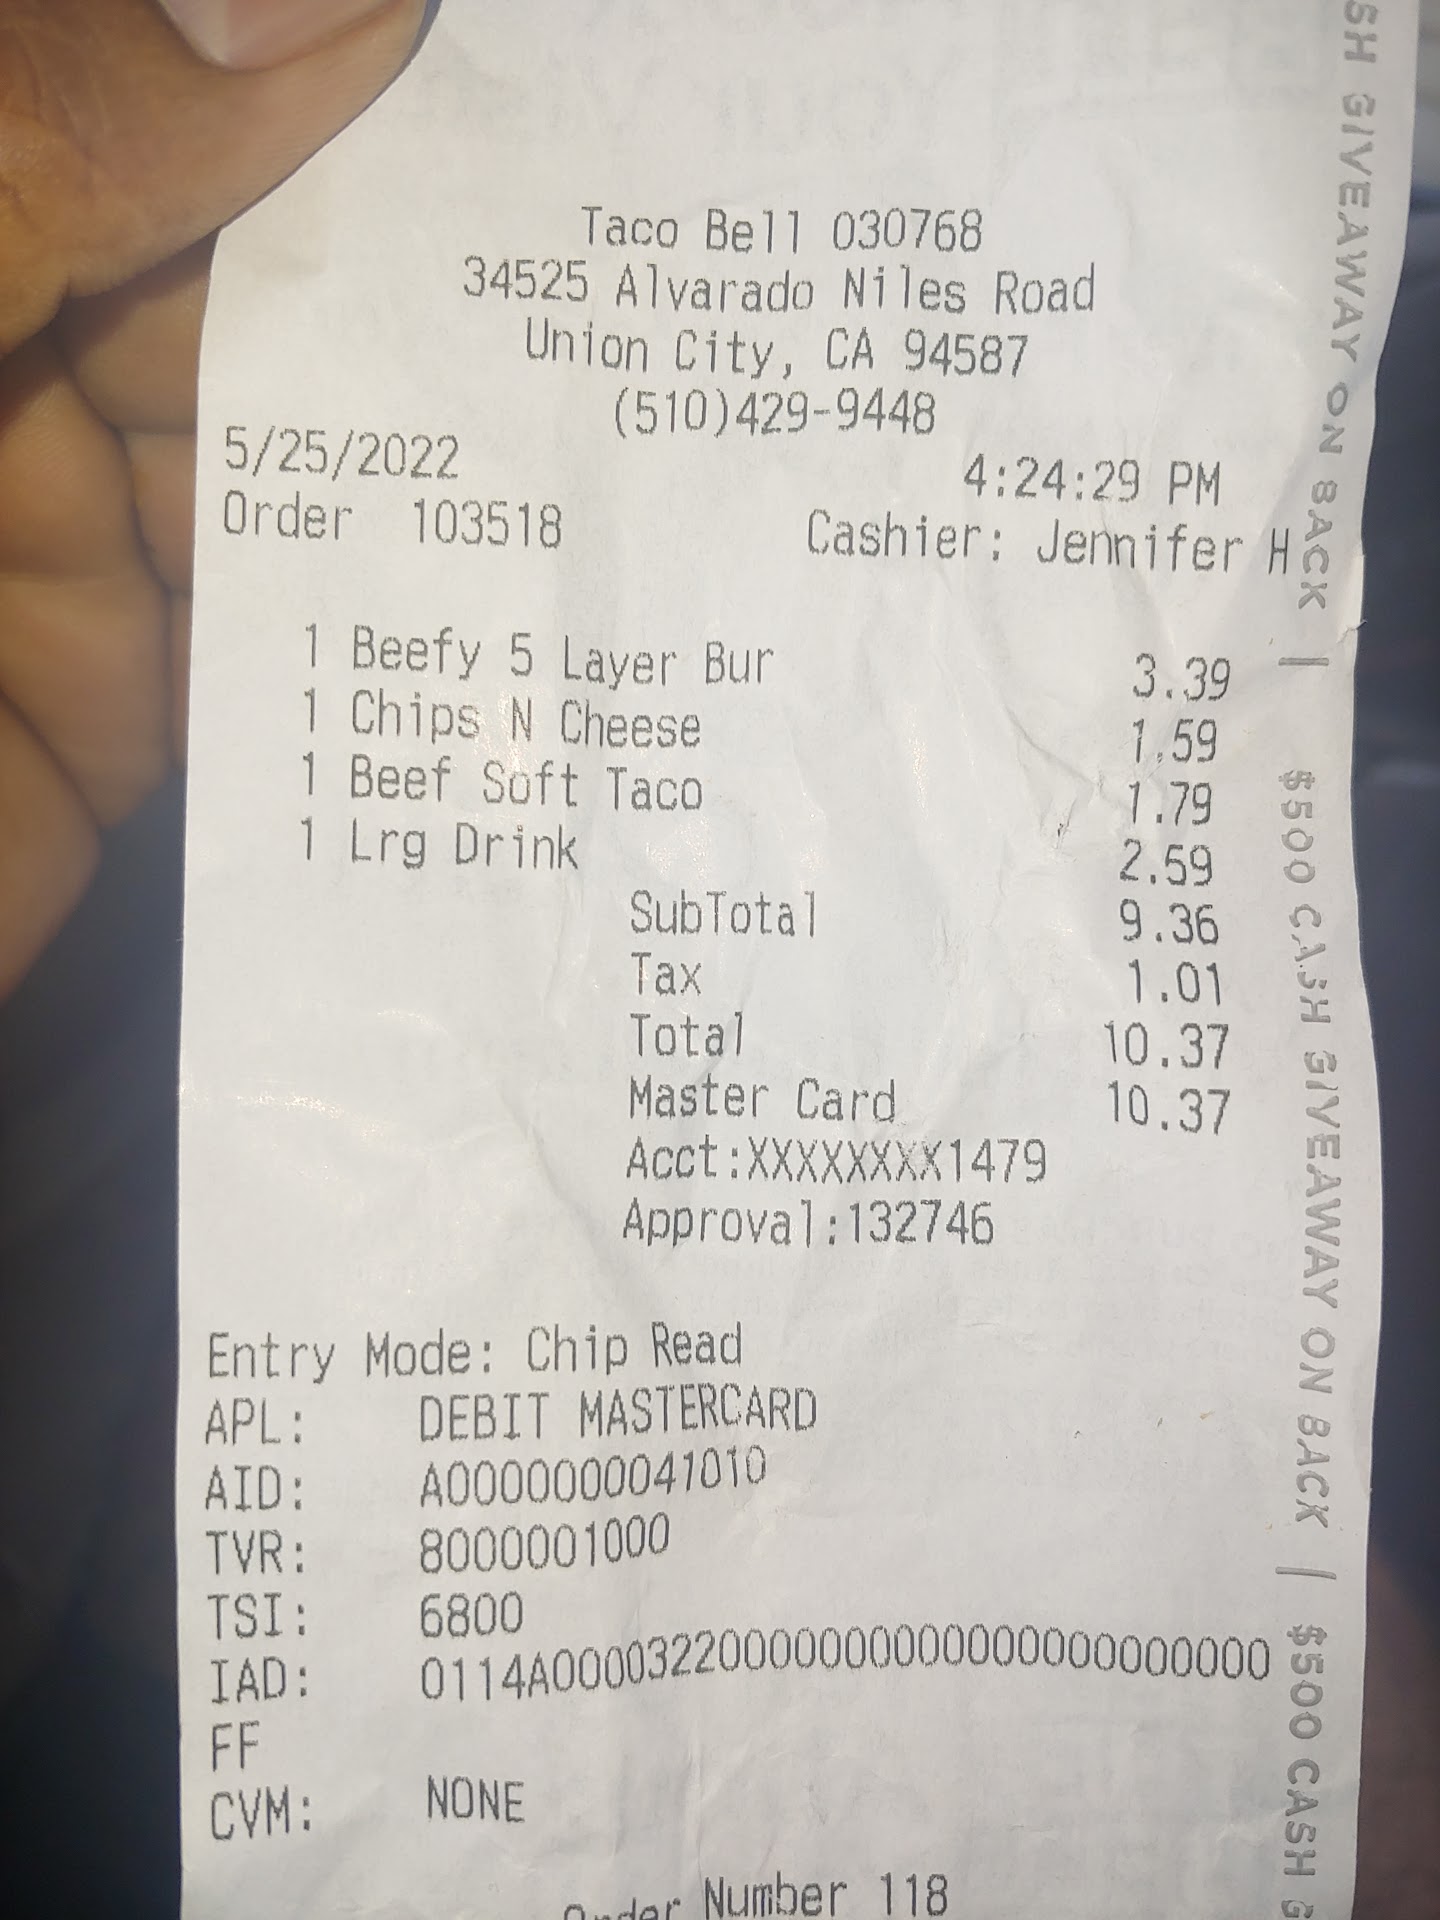 Taco Bell 030768
34525 Alvarado Niles Road
Union City, CA 94587
(510)429-9448
5/25/2022 4:24:29 PM
Order 103518 Cashier: Jennifer H
1 Beefy 5 Layer Bur 3.39
1 Chips N Cheese 1.59
1 Beef Soft Taco 1.79
1 Lrg Drink 2.59
SubTotal 9.36
Tax 1.01
Total 10.37
Master Card 10.37
Acct:XXXXXXXX1479
Approval:132746
Entry Mode: Chip Read
APL: DEBIT MASTERCARD
AID: A0000000041010
TVR: 8000001000
TSI: 6800
IAD: 0114A00003220000000000000000000000
FF
CVM: NONE
Order Number 118
SH GIVEAWAY ON BACK | $500 CASH GIVEAWAY ON BACK | $500 CASH G